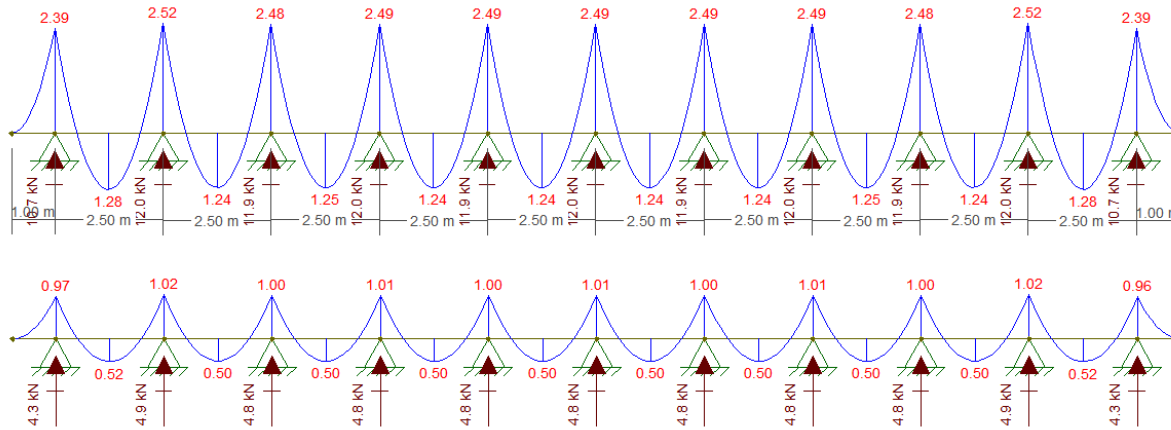 2.39 2.52 2.48 2.49 2.49 2.49 2.49 2.49 2.48 2.52 2.39
10.7 kN 12.0 kN 11.9 kN 12.0 kN 11.9 kN 12.0 kN 11.9 kN 12.0 kN 11.9 kN 12.0 kN 10.7 kN
1.28 1.24 1.25 1.24 1.24 1.24 1.24 1.25 1.24 1.28
1.00 m 2.50 m 2.50 m 2.50 m 2.50 m 2.50 m 2.50 m 2.50 m 2.50 m 2.50 m 2.50 m 1.00 m
0.97 1.02 1.00 1.01 1.00 1.01 1.00 1.01 1.00 1.02 0.96
0.52 0.50 0.50 0.50 0.50 0.50 0.50 0.50 0.50 0.52
4.3 kN 4.9 kN 4.8 kN 4.8 kN 4.8 kN 4.8 kN 4.8 kN 4.8 kN 4.8 kN 4.9 kN 4.3 kN